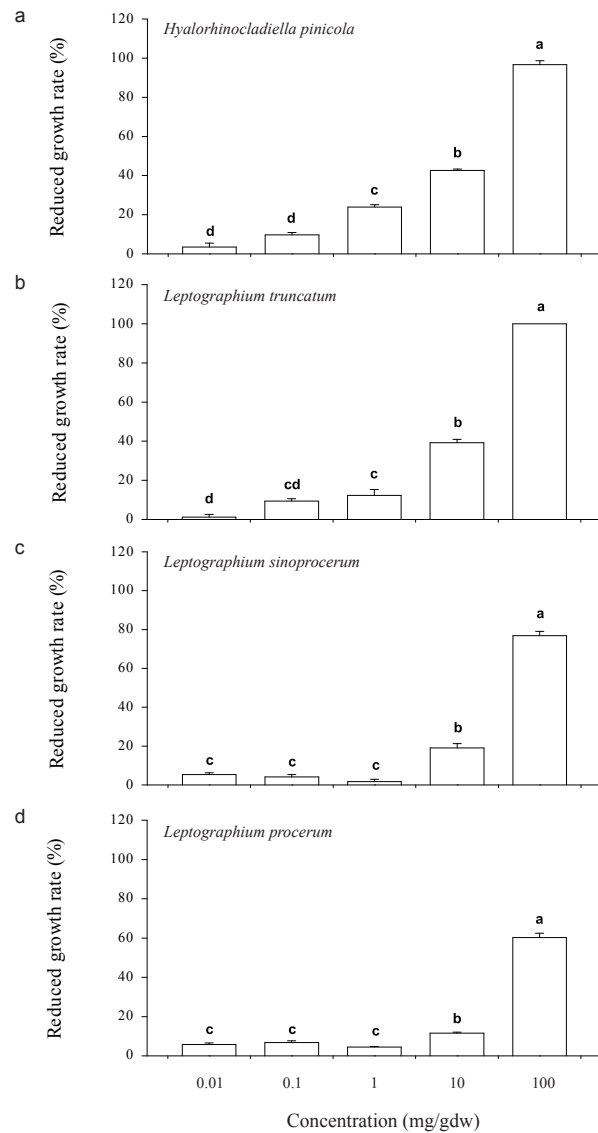 a
Hyalorhinocladiella pinicola
Reduced growth rate (%)
120
100
80
60
40
20
0
d
d
c
b
a
b
Leptographium truncatum
Reduced growth rate (%)
120
100
80
60
40
20
0
d
cd
c
b
a
c
Leptographium sinoprocerum
Reduced growth rate (%)
120
100
80
60
40
20
0
c
c
c
b
a
d
Leptographium procerum
Reduced growth rate (%)
120
100
80
60
40
20
0
c
c
c
b
a
0.01 0.1 1 10 100
Concentration (mg/gdw)